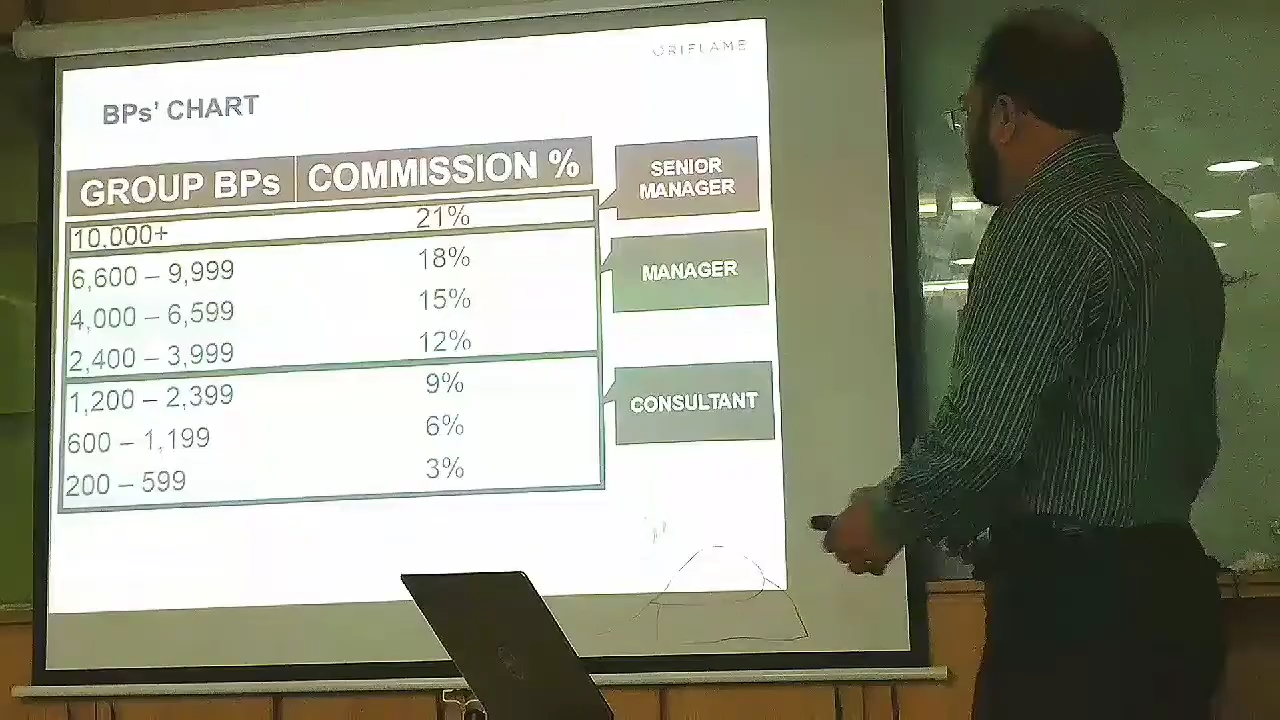 ORIFLAME
BPs' CHART
GROUP BPs COMMISSION %
10,000+ 21%
6,600 – 9,999 18%
4,000 – 6,599 15%
2,400 – 3,999 12%
1,200 – 2,399 9%
600 – 1,199 6%
200 – 599 3%
SENIOR
MANAGER
MANAGER
CONSULTANT